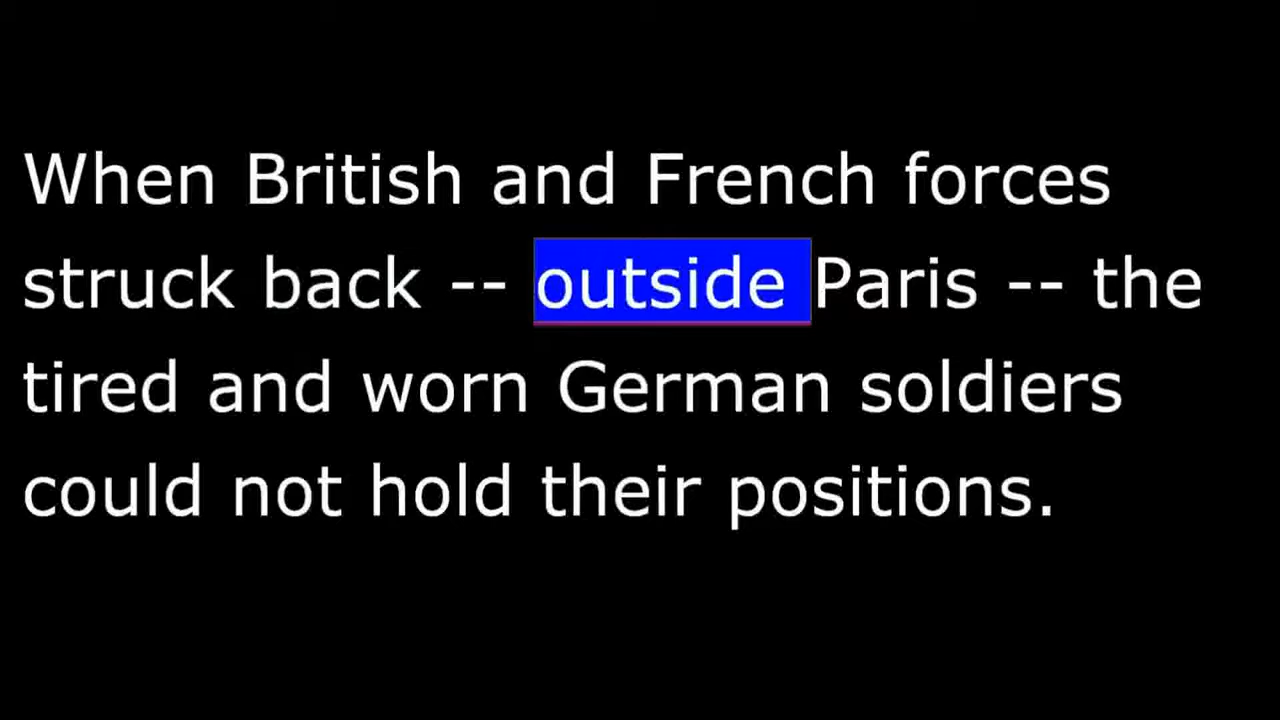 When British and French forces
struck back -- outside Paris -- the
tired and worn German soldiers
could not hold their positions.